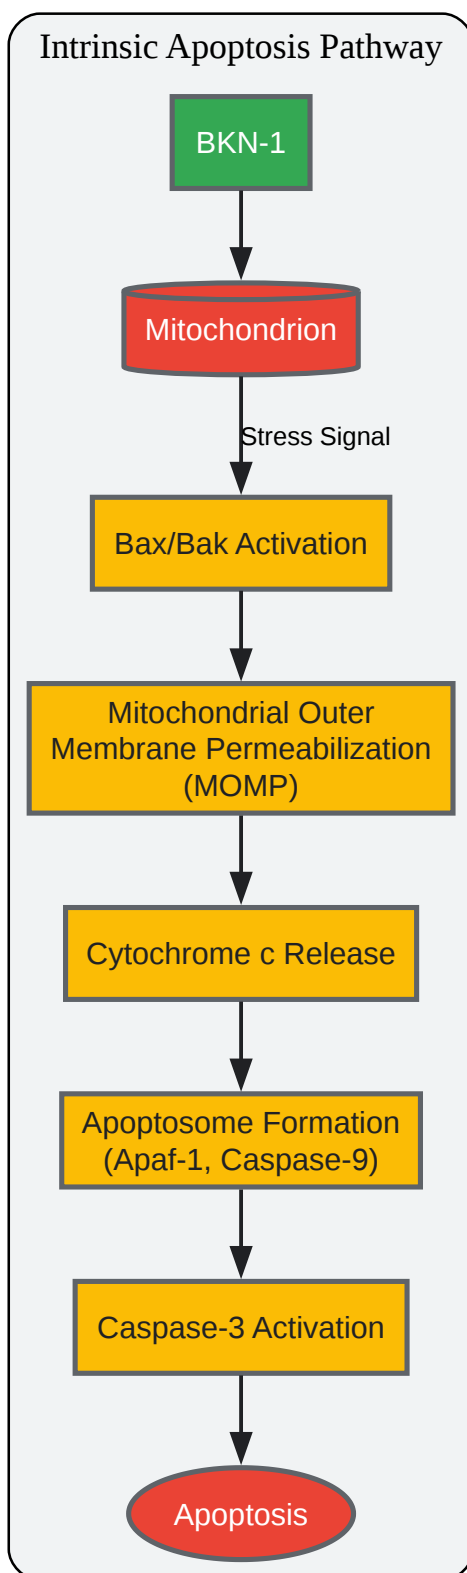 Intrinsic Apoptosis Pathway
BKN-1
Mitochondrion
Stress Signal
Bax/Bak Activation
Mitochondrial Outer
Membrane Permeabilization
(MOMP)
Cytochrome c Release
Apoptosome Formation
(Apaf-1, Caspase-9)
Caspase-3 Activation
Apoptosis